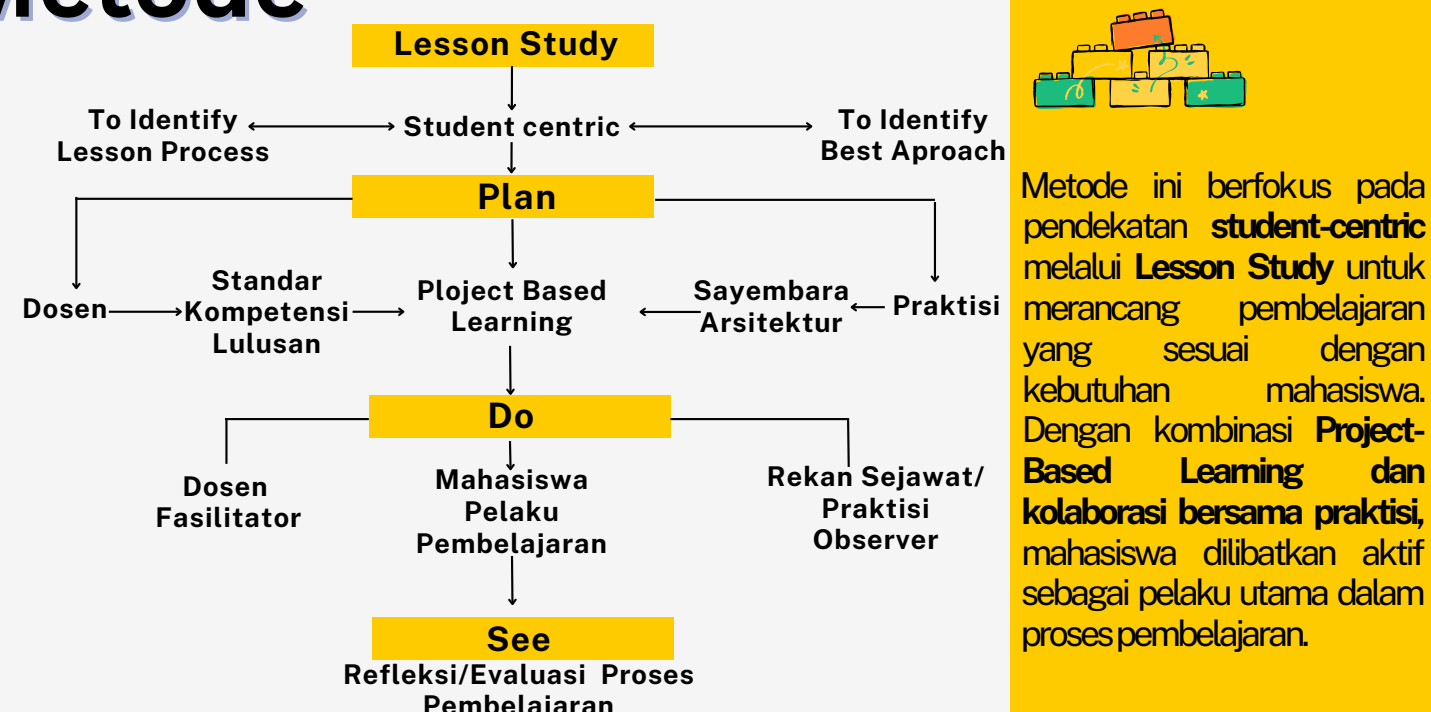 Metode
Lesson Study
To Identify
Lesson Process
Student centric
To Identify
Best Aproach
Plan
Dosen
Standar
Kompetensi
Lulusan
Ploject Based
Learning
Sayembara
Arsitektur
Praktisi
Do
Dosen
Fasilitator
Mahasiswa
Pelaku
Pembelajaran
Rekan Sejawat/
Praktisi
Observer
See
Refleksi/Evaluasi Proses
Pembelajaran
Metode ini berfokus pada
pendekatan student-centric
melalui Lesson Study untuk
merancang pembelajaran
yang sesuai dengan
kebutuhan mahasiswa.
Dengan kombinasi Project-
Based Learning dan
kolaborasi bersama praktisi,
mahasiswa dilibatkan aktif
sebagai pelaku utama dalam
proses pembelajaran.